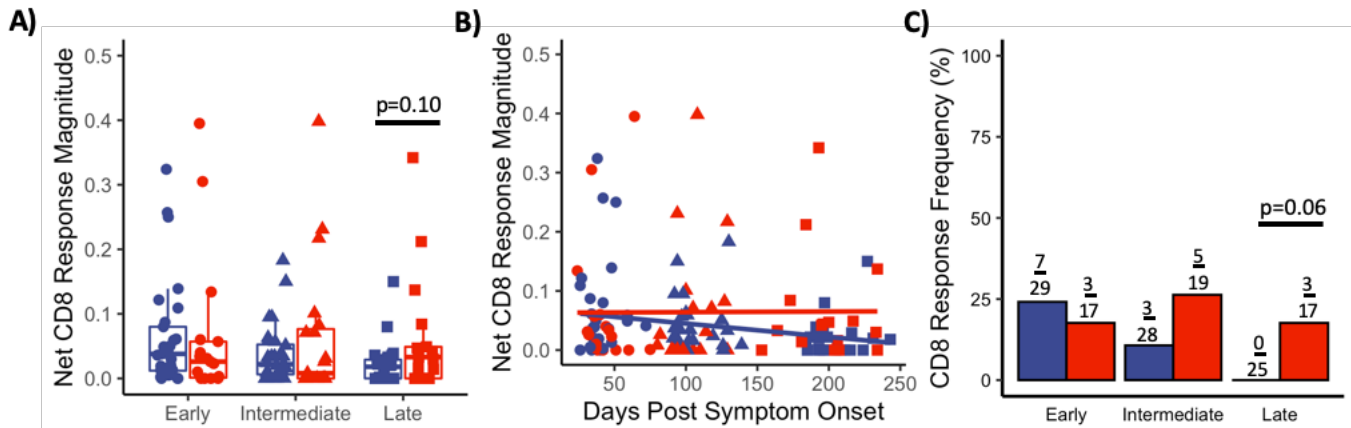 A)
Net CD8 Response Magnitude
0.5
0.4
0.3
0.2
0.1
0.0
p=0.10
Early
Intermediate
Late
B)
Net CD8 Response Magnitude
0.5
0.4
0.3
0.2
0.1
0.0
50
100
150
200
250
Days Post Symptom Onset
C)
CD8 Response Frequency (%)
100
75
50
25
0
p=0.06
7
29
3
17
3
28
5
19
0
25
3
17
Early
Intermediate
Late